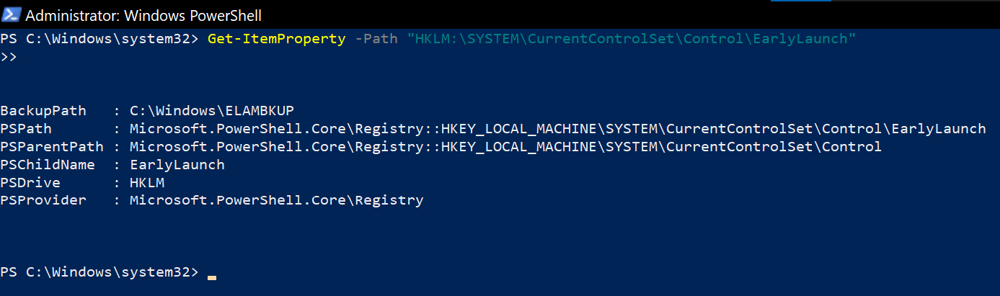 Administrator: Windows PowerShell
PS C:\Windows\system32> Get-ItemProperty -Path "HKLM:\SYSTEM\CurrentControlSet\Control\EarlyLaunch"
>>
BackupPath   : C:\Windows\ELAMBKUP
PSPath       : Microsoft.PowerShell.Core\Registry::HKEY_LOCAL_MACHINE\SYSTEM\CurrentControlSet\Control\EarlyLaunch
PSParentPath : Microsoft.PowerShell.Core\Registry::HKEY_LOCAL_MACHINE\SYSTEM\CurrentControlSet\Control
PSChildName  : EarlyLaunch
PSDrive      : HKLM
PSProvider   : Microsoft.PowerShell.Core\Registry
PS C:\Windows\system32>